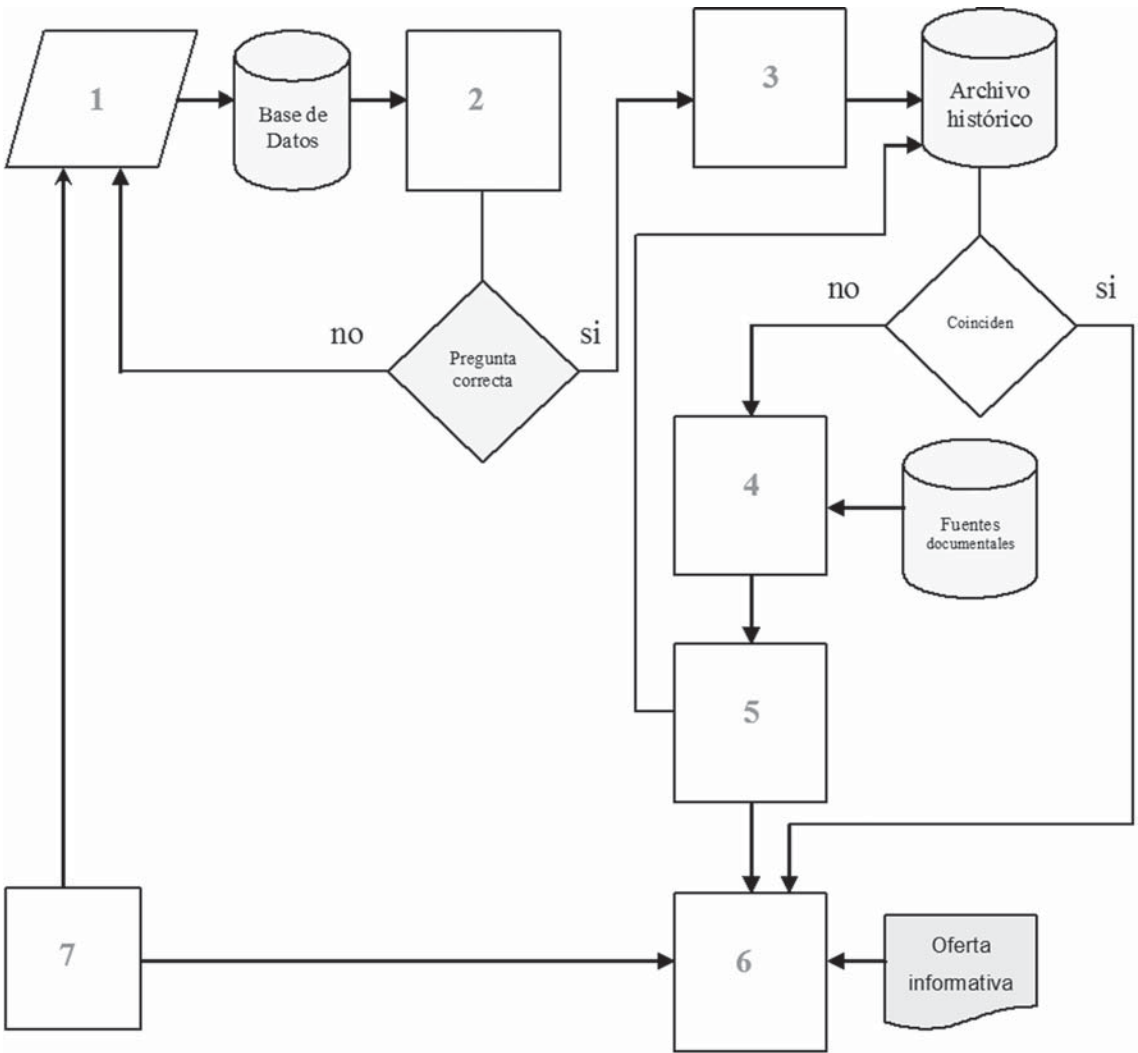 1
Base de
Datos
2
3
Archivo
histórico
no
si
Pregunta
correcta
no
si
Coinciden
4
Fuentes
documentales
5
6
7
Oferta
informativa